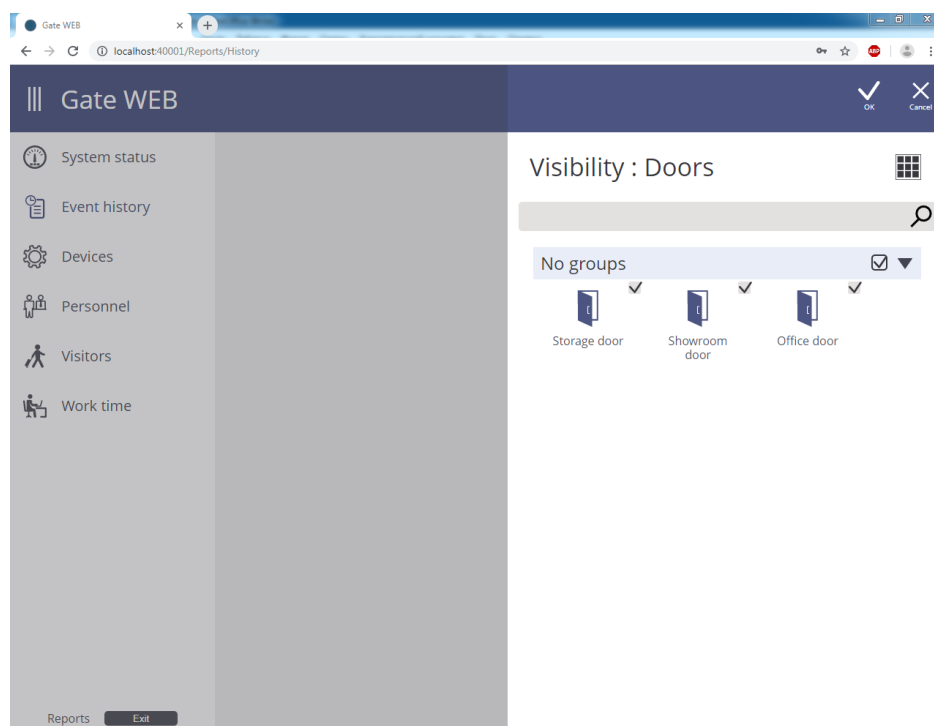 Gate WEB
localhost:40001/Reports/History
ABP
Gate WEB
OK
Cancel
System status
Event history
Devices
Personnel
Visitors
Work time
Reports
Exit
Visibility : Doors
No groups
Storage door
Showroom
door
Office door